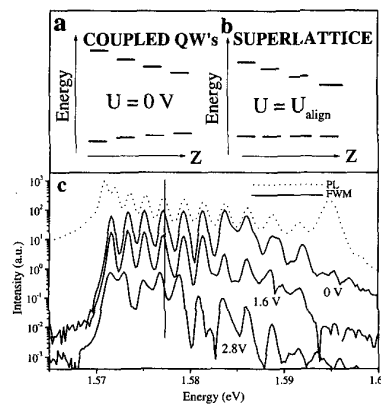 a
COUPLED QW's
b
SUPERLATTICE
Energy
U = 0 V
Z
Energy
U = Ualign
Z
c
PL
FWM
10³
10²
10¹
10⁰
10⁻¹
10⁻²
10⁻³
Intensity (a.u.)
0 V
1.6 V
2.8V
1.57
1.58
1.59
1.6
Energy (eV)